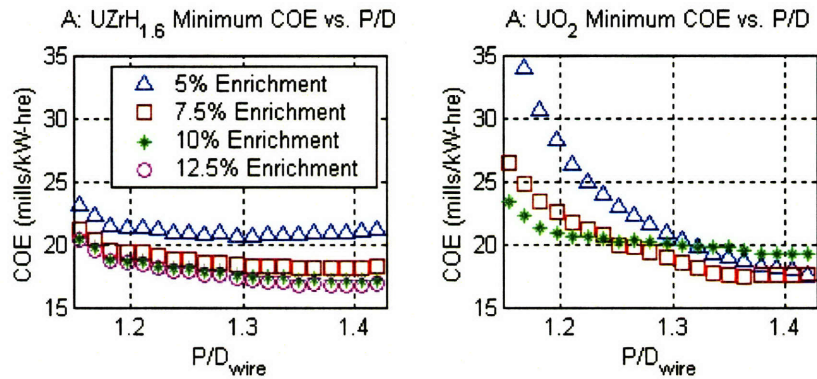 A: UZrH1.6 Minimum COE vs. P/D
35
30
25
20
15
COE (mills/kW-hre)
5% Enrichment
7.5% Enrichment
10% Enrichment
12.5% Enrichment
1.2
1.3
1.4
P/Dwire
A: UO2 Minimum COE vs. P/D
35
30
25
20
15
COE (mills/kW-hre)
1.2
1.3
1.4
P/Dwire